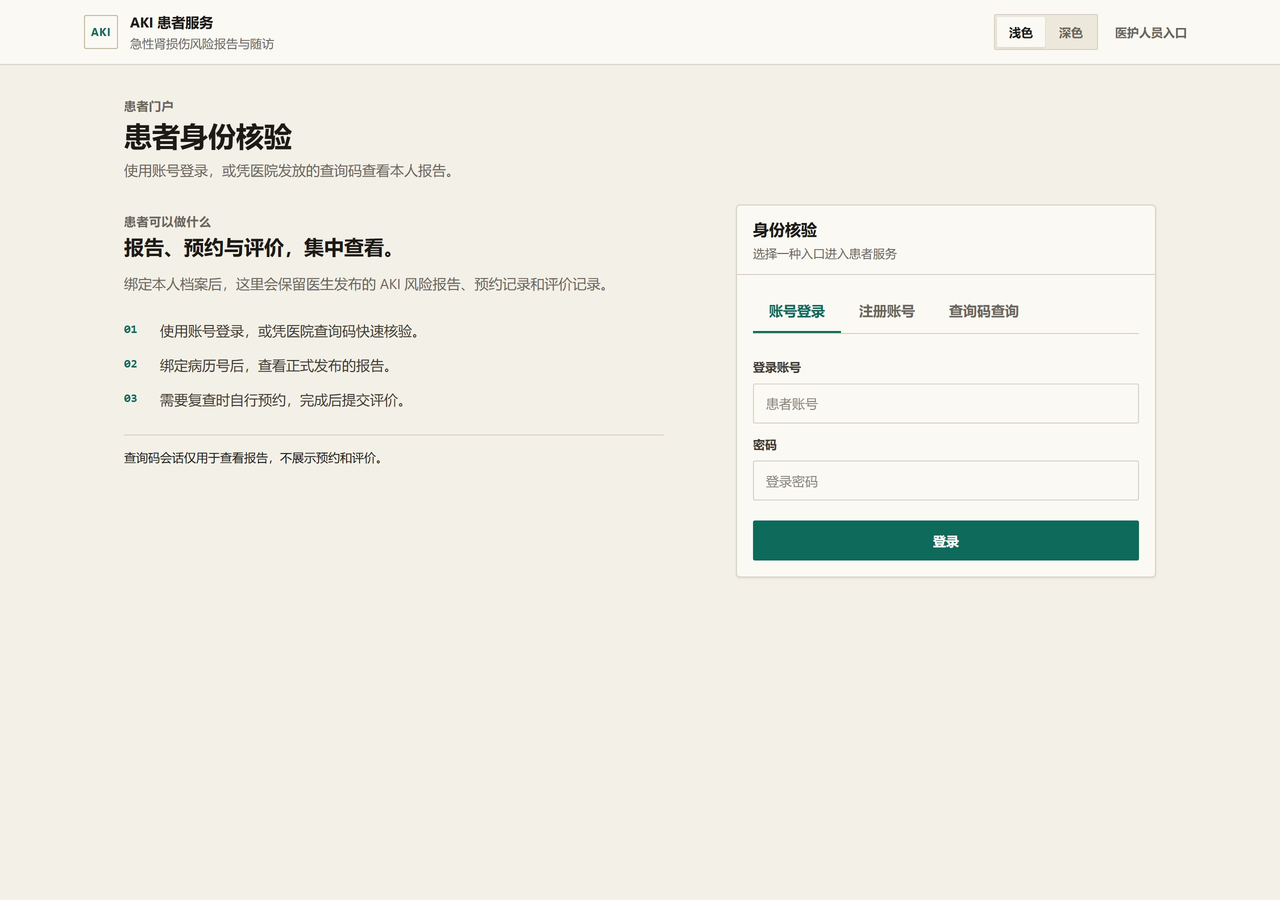 AKI
AKI 患者服务
急性肾损伤风险报告与随访
浅色
深色
医护人员入口
患者门户
患者身份核验
使用账号登录，或凭医院发放的查询码查看本人报告。
患者可以做什么
报告、预约与评价，集中查看。
绑定本人档案后，这里会保留医生发布的 AKI 风险报告、预约记录和评价记录。
01 使用账号登录，或凭医院查询码快速核验。
02 绑定病历号后，查看正式发布的报告。
03 需要复查时自行预约，完成后提交评价。
查询码会话仅用于查看报告，不展示预约和评价。
身份核验
选择一种入口进入患者服务
账号登录
注册账号
查询码查询
登录账号
患者账号
密码
登录密码
登录